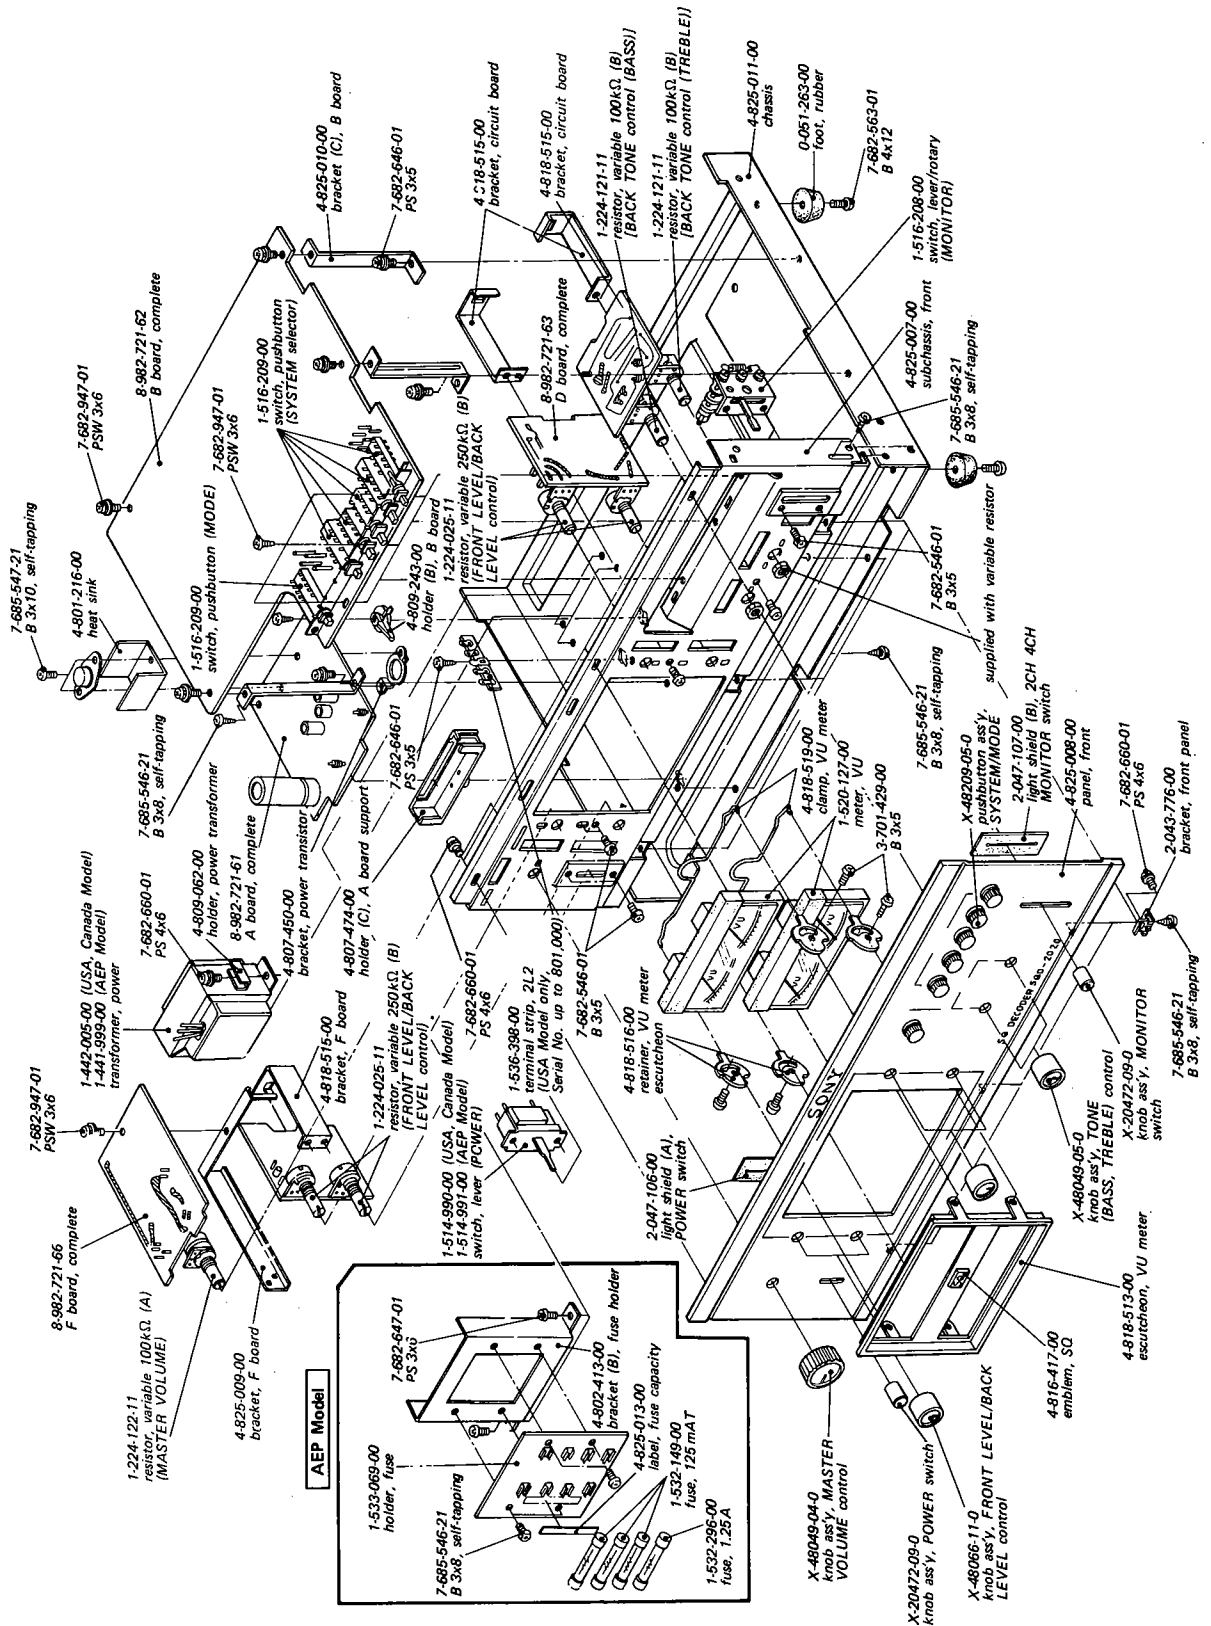 7-682-947-01
PSW 3x6
8-982-721-66
F board, complete
1-224-122-11
resistor, variable 100kΩ (A)
(MASTER VOLUME)
4-825-009-00
bracket, F board
1-442-005-00 (USA, Canada Model)
1-441-999-00 (AEP Model)
transformer, power
7-682-660-01
PS 4x6
4-809-062-00
holder, power transformer
8-982-721-61
A board, complete
4-807-450-00
bracket, power transistor
4-807-474-00
holder (C), A board support
4-818-515-00
bracket, F board
1-224-025-11
resistor, variable 250kΩ (B)
(FRONT LEVEL/BACK
LEVEL control)
7-685-547-21
B 3x10, self-tapping
4-801-216-00
heat sink
7-685-546-21
B 3x8, self-tapping
1-516-209-00
switch, pushbutton (MODE)
7-682-947-01
PSW 3x6
8-982-721-62
B board, complete
7-682-947-01
PSW 3x6
1-516-209-00
switch, pushbutton
(SYSTEM selector)
4-825-010-00
bracket (C), B board
7-682-646-01
PS 3x5
4-818-515-00
bracket, circuit board
4-818-515-00
bracket, circuit board
8-982-721-63
D board, complete
1-224-025-11
resistor, variable 250kΩ (B)
(FRONT LEVEL/BACK
LEVEL control)
4-809-243-00
holder (B), B board
7-682-646-01
PS 3x5
1-224-121-11
resistor, variable 100kΩ (B)
[BACK TONE control (BASS)]
1-224-121-11
resistor, variable 100kΩ (B)
[BACK TONE control (TREBLE)]
4-825-011-00
chassis
0-051-263-00
foot, rubber
7-682-563-01
B 4x12
1-516-208-00
switch, lever/rotary
(MONITOR)
4-825-007-00
subchassis, front
7-685-546-21
B 3x8, self-tapping
7-682-546-01
B 3x5
supplied with variable resistor
7-685-546-21
B 3x8, self-tapping
7-682-660-01
PS 4x6
1-536-398-00
terminal strip, 2L2
(USA Model only,
Serial No. up to 801,000)
7-682-546-01
B 3x5
1-514-990-00 (USA, Canada Model)
1-514-991-00 (AEP Model)
switch, lever (POWER)
4-818-516-00
retainer, VU meter
escutcheon
2-047-106-00
light shield (A),
POWER switch
4-818-519-00
clamp, VU meter
1-520-127-00
meter, VU
3-701-429-00
B 3x5
VU
VU
X-48209-05-0
pushbutton ass'y,
SYSTEM/MODE
2-047-107-00
light shield (B), 2CH 4CH
MONITOR switch
4-825-008-00
panel, front
7-682-660-01
PS 4x6
2-043-776-00
bracket, front panel
7-685-546-21
B 3x8, self-tapping
SONY
SQ DECODER SQD-2020
X-20472-09-0
knob ass'y, MONITOR
switch
X-48049-05-0
knob ass'y, TONE
(BASS, TREBLE) control
4-818-513-00
escutcheon, VU meter
4-816-417-00
emblem, SQ
X-48049-04-0
knob ass'y, MASTER
VOLUME control
X-20472-09-0
knob ass'y, POWER switch
X-48066-11-0
knob ass'y, FRONT LEVEL/BACK
LEVEL control
AEP Model
7-682-647-01
PS 3x6
1-533-069-00
holder, fuse
7-685-546-21
B 3x8, self-tapping
4-802-413-00
bracket (B), fuse holder
4-825-013-00
label, fuse capacity
1-532-149-00
fuse, 125 mAT
1-532-296-00
fuse, 1.25A